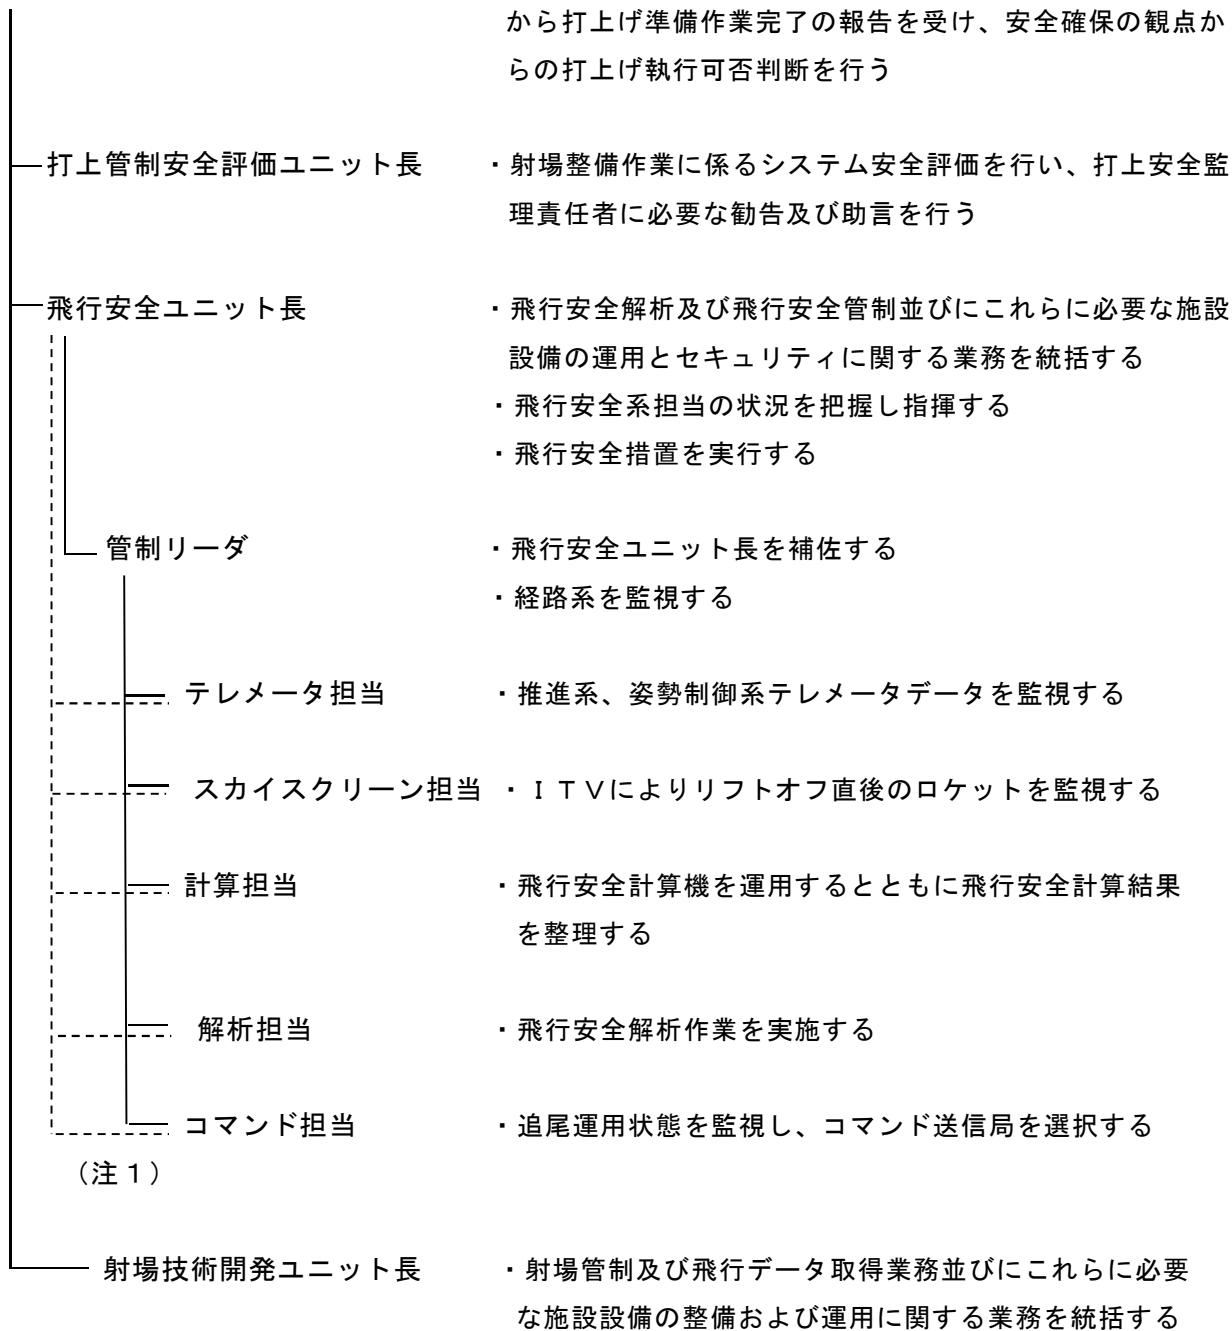 から打上げ準備作業完了の報告を受け、安全確保の観点か
らの打上げ執行可否判断を行う
打上管制安全評価ユニット長 ・射場整備作業に係るシステム安全評価を行い、打上安全監
理責任者に必要な勧告及び助言を行う
飛行安全ユニット長 ・飛行安全解析及び飛行安全管制並びにこれらに必要な施設
設備の運用とセキュリティに関する業務を統括する
・飛行安全系担当の状況を把握し指揮する
・飛行安全措置を実行する
管制リーダ ・飛行安全ユニット長を補佐する
・経路系を監視する
テレメータ担当 ・推進系、姿勢制御系テレメータデータを監視する
スカイスクリーン担当 ・ＩＴＶによりリフトオフ直後のロケットを監視する
計算担当 ・飛行安全計算機を運用するとともに飛行安全計算結果
を整理する
解析担当 ・飛行安全解析作業を実施する
コマンド担当 ・追尾運用状態を監視し、コマンド送信局を選択する
（注１）
射場技術開発ユニット長 ・射場管制及び飛行データ取得業務並びにこれらに必要
な施設設備の整備および運用に関する業務を統括する